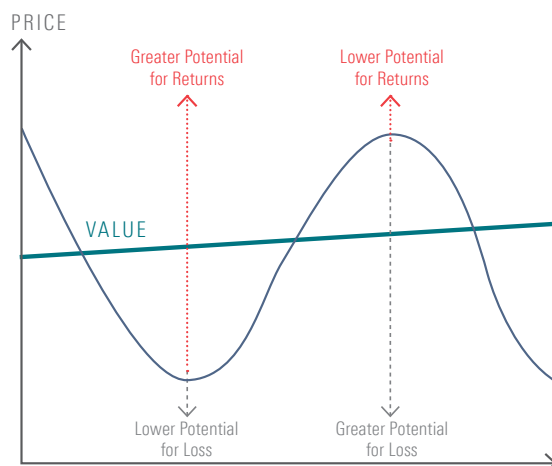 PRICE
Greater Potential
for Returns
Lower Potential
for Returns
VALUE
Lower Potential
for Loss
Greater Potential
for Loss